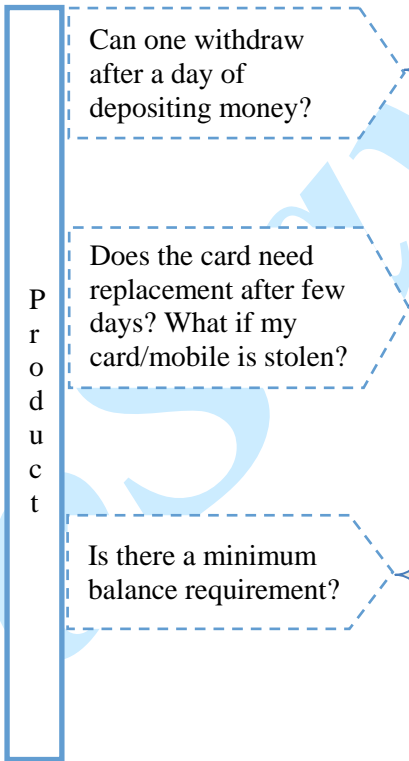 Can one withdraw
after a day of
depositing money?
Does the card need
replacement after few
days? What if my
card/mobile is stolen?
P
r
o
d
u
c
t
Is there a minimum
balance requirement?